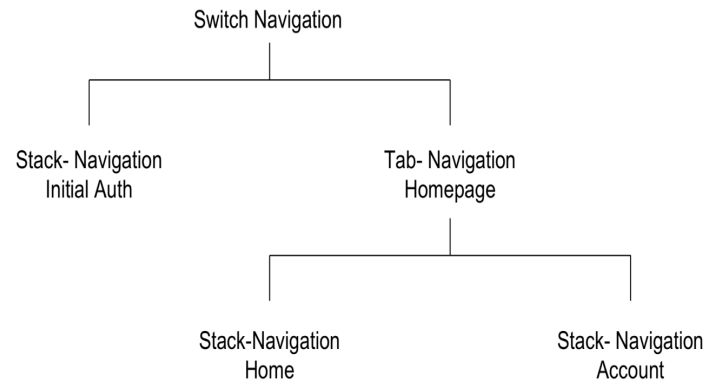 Switch Navigation
Stack- Navigation
Initial Auth
Tab- Navigation
Homepage
Stack-Navigation
Home
Stack- Navigation
Account